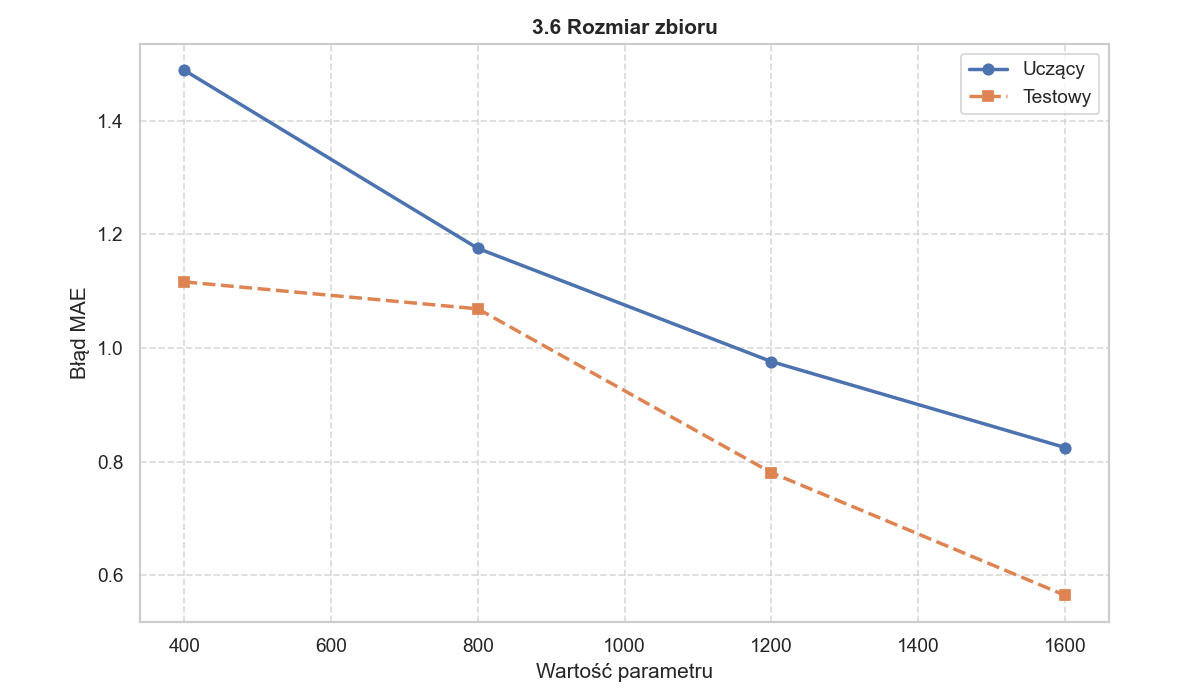 3.6 Rozmiar zbioru
Uczący
Testowy
1.4
1.2
1.0
0.8
0.6
Błąd MAE
400 600 800 1000 1200 1400 1600
Wartość parametru